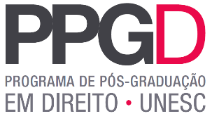 PPGD
PROGRAMA DE PÓS-GRADUAÇÃO
EM DIREITO • UNESC